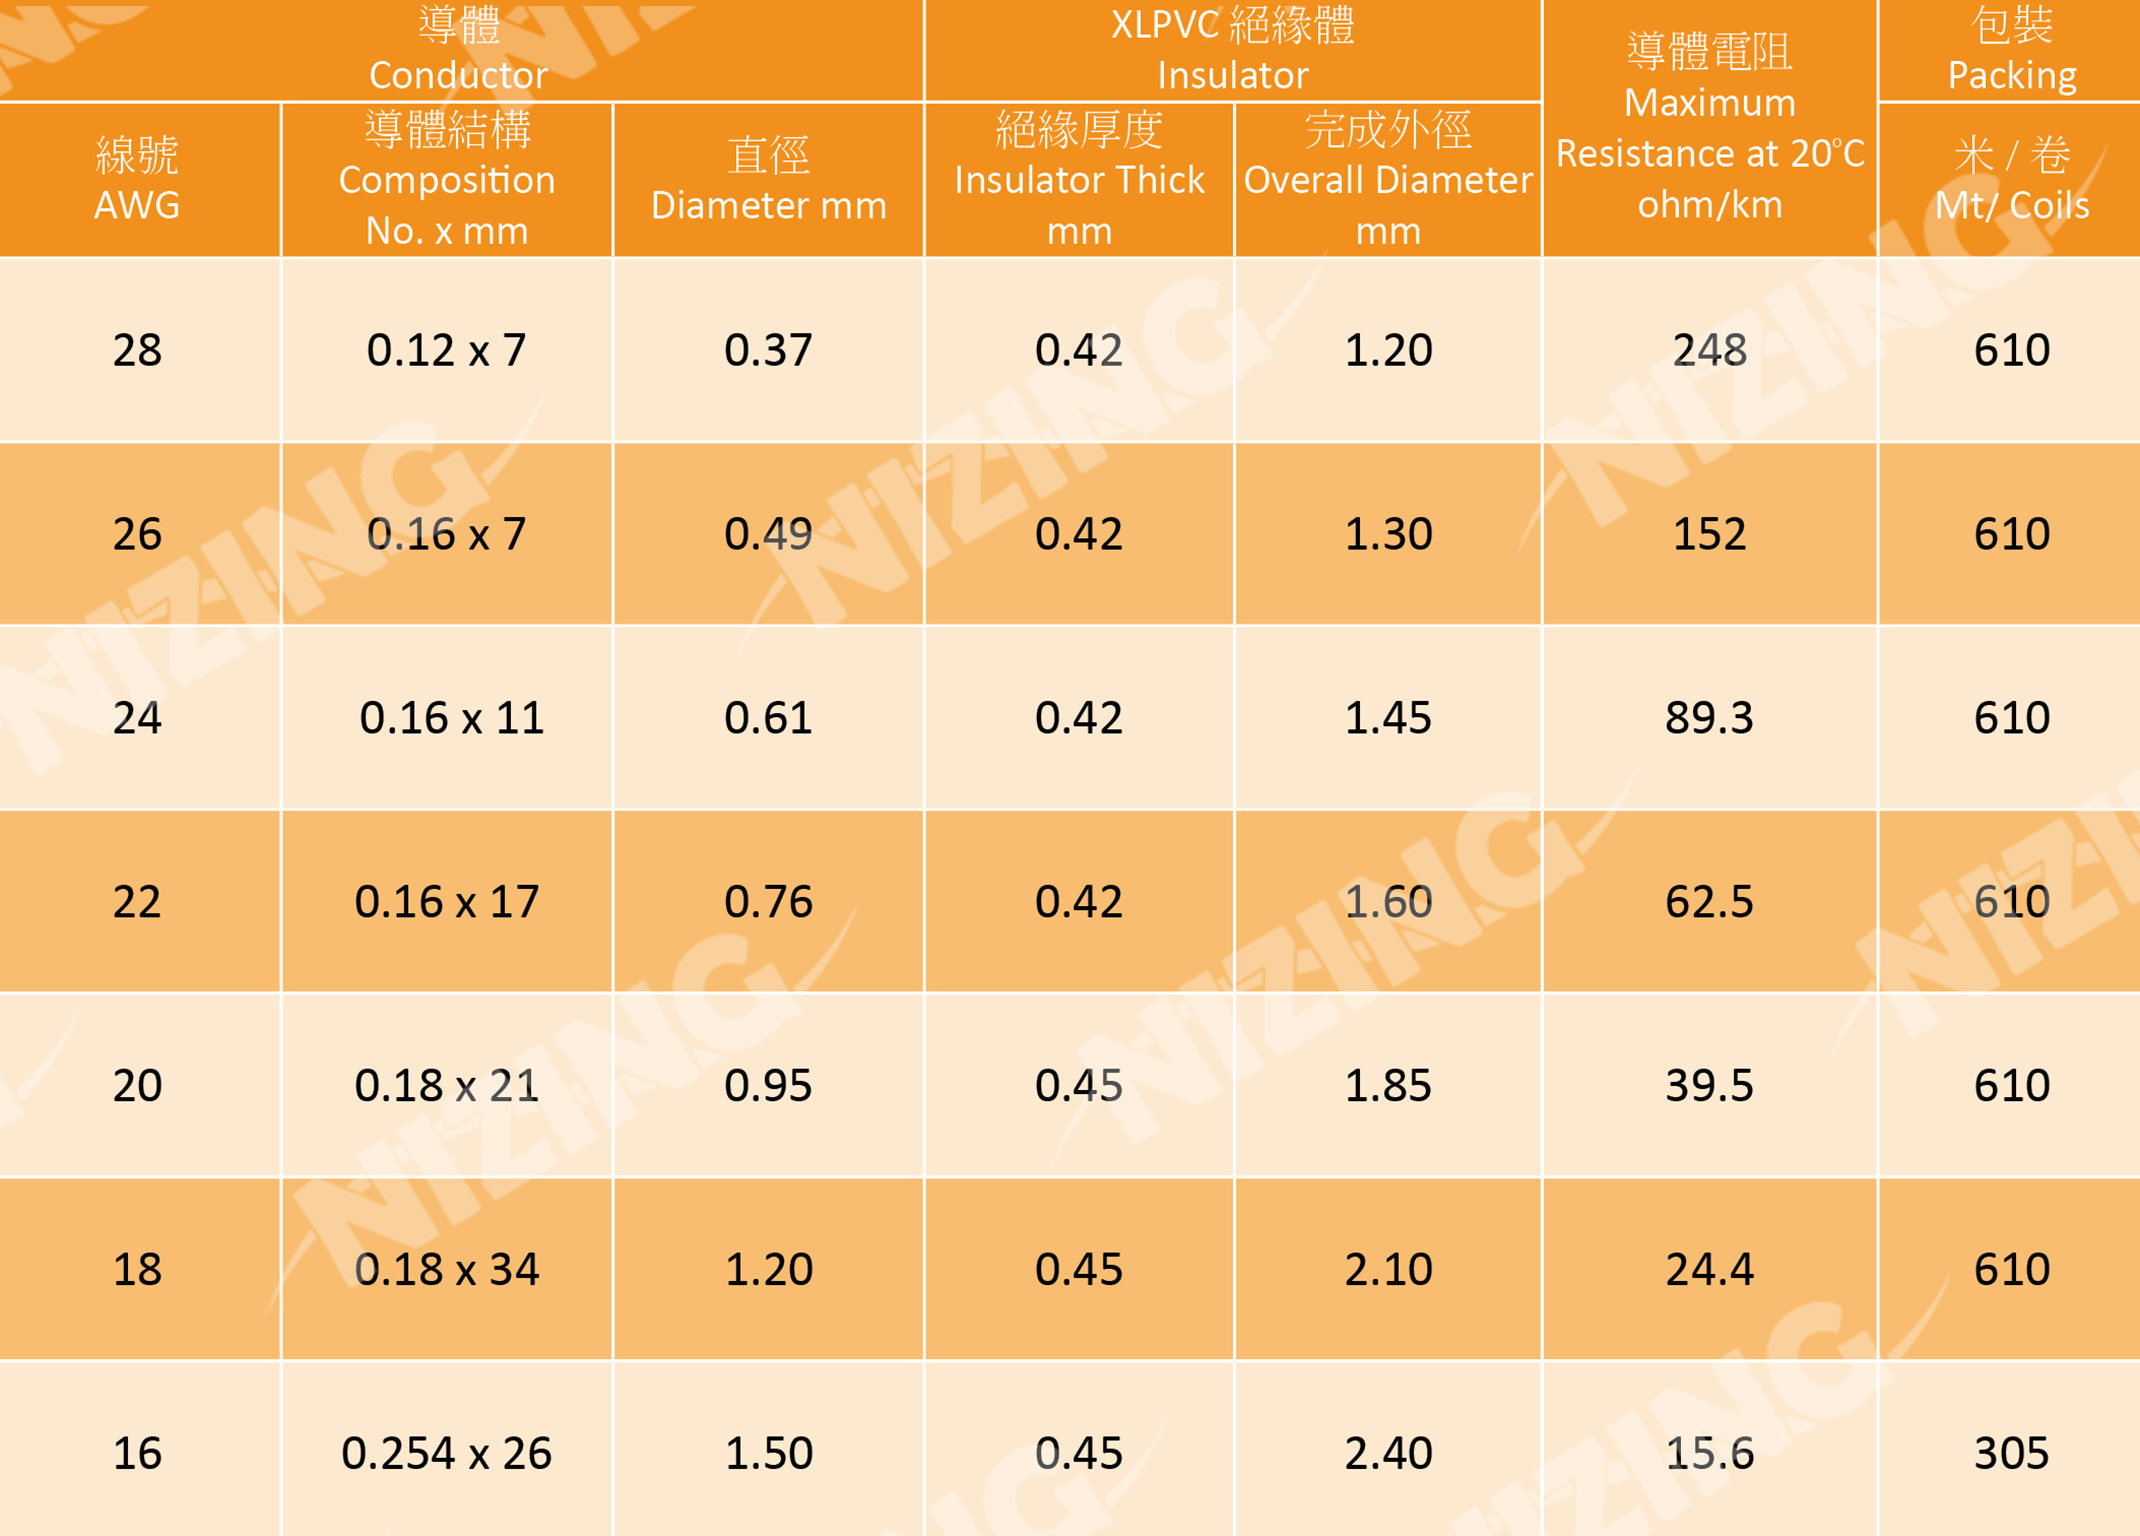 導體
Conductor
XLPVC 絕緣體
Insulator
導體電阻
Maximum
Resistance at 20°C
ohm/km
包裝
Packing
線號
AWG
導體結構
Composition
No. x mm
直徑
Diameter mm
絕緣厚度
Insulator Thick
mm
完成外徑
Overall Diameter
mm
米 / 卷
Mt/ Coils
28 0.12 x 7 0.37 0.42 1.20 248 610
26 0.16 x 7 0.49 0.42 1.30 152 610
24 0.16 x 11 0.61 0.42 1.45 89.3 610
22 0.16 x 17 0.76 0.42 1.60 62.5 610
20 0.18 x 21 0.95 0.45 1.85 39.5 610
18 0.18 x 34 1.20 0.45 2.10 24.4 610
16 0.254 x 26 1.50 0.45 2.40 15.6 305
NIZING
NIZING
NIZING
NIZING
NIZING
NIZING
NIZING